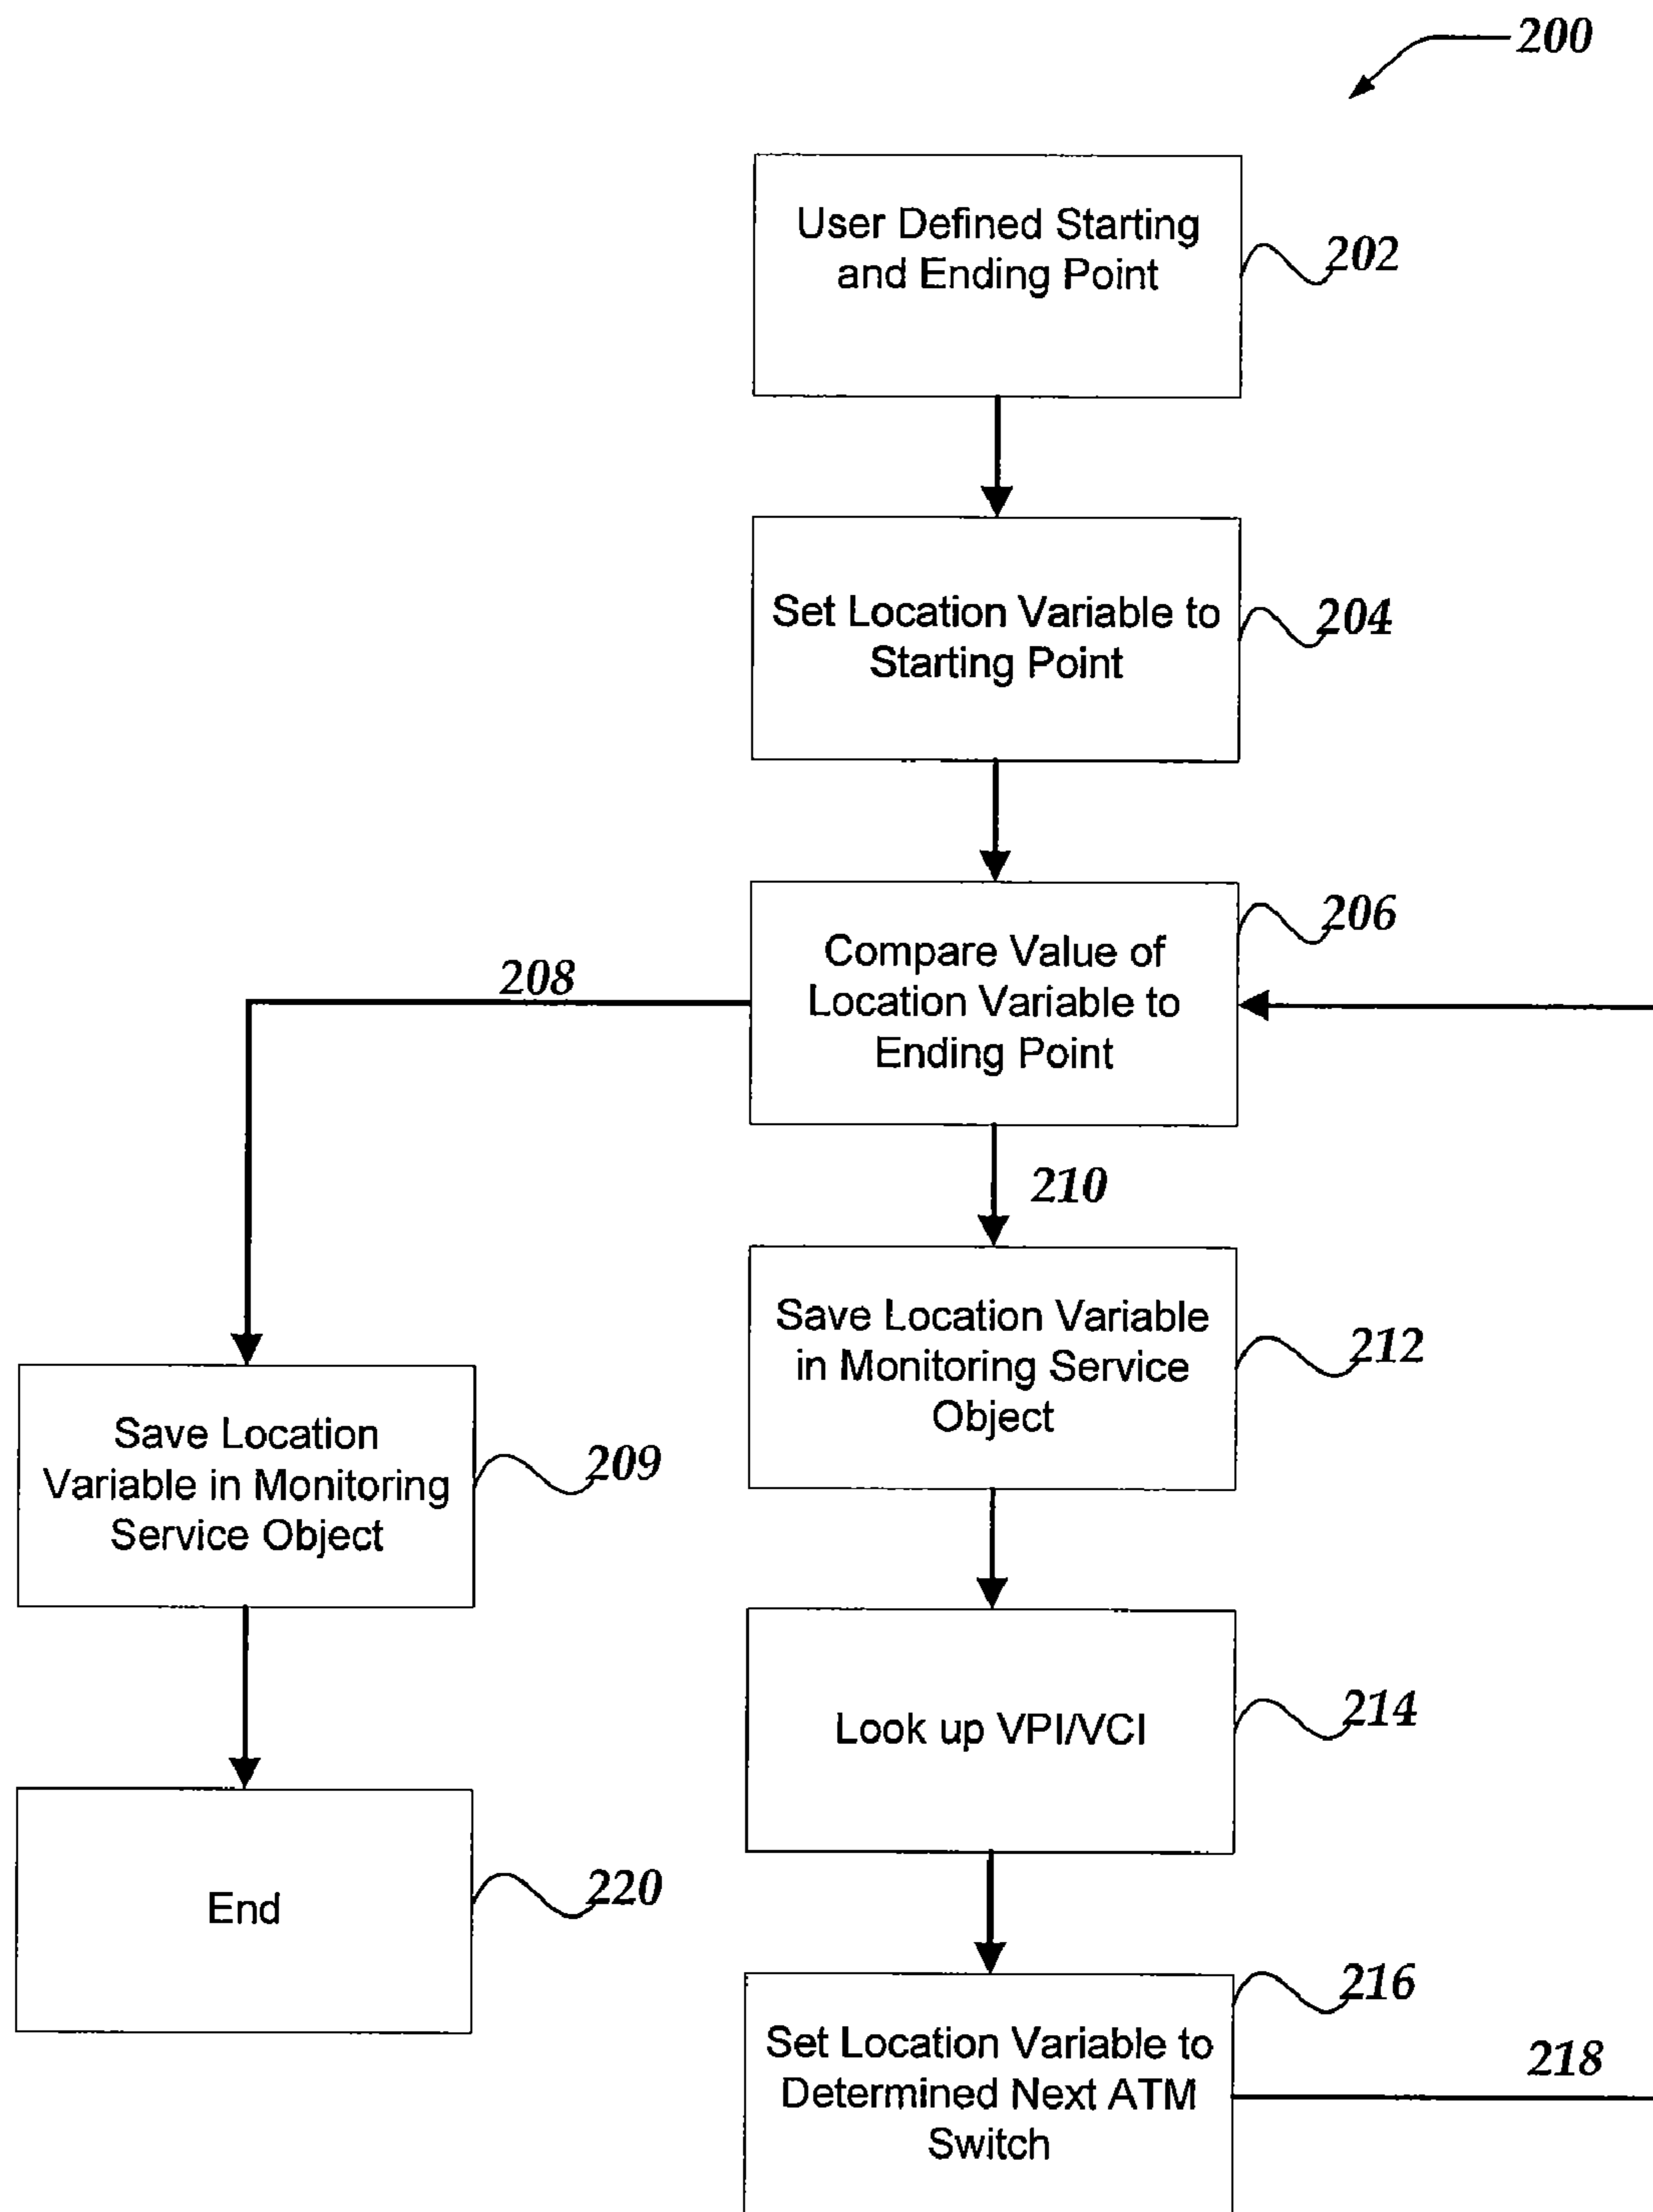 200
User Defined Starting
and Ending Point
202
Set Location Variable to
Starting Point
204
206
Compare Value of
Location Variable to
Ending Point
208
210
Save Location Variable
in Monitoring Service
Object
212
Save Location
Variable in Monitoring
Service Object
209
Look up VPI/VCI
214
End
220
216
Set Location Variable to
Determined Next ATM
Switch
218